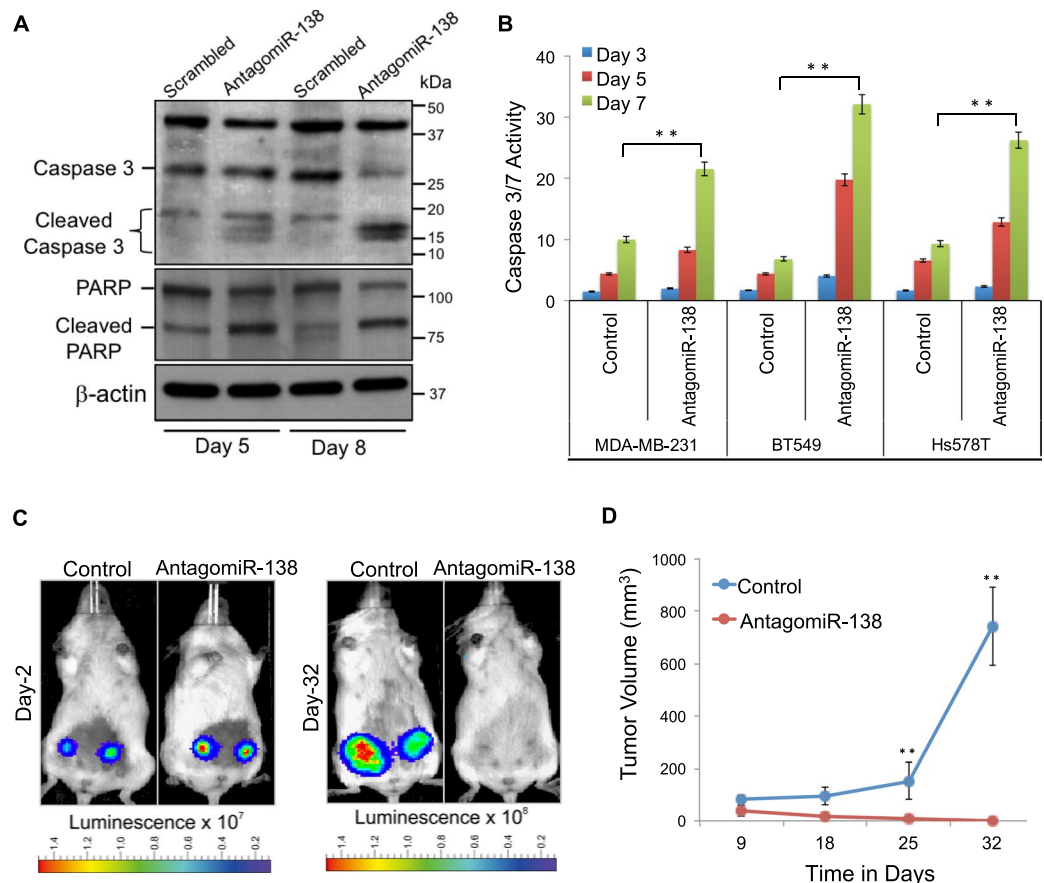 A
Scrambled
AntagomiR-138
Scrambled
AntagomiR-138
kDa
50
37
Caspase 3
25
20
Cleaved
Caspase 3
15
10
PARP
100
Cleaved
PARP
75
β-actin
37
Day 5
Day 8
B
Day 3
Day 5
Day 7
Caspase 3/7 Activity
40
30
20
10
0
**
**
**
Control
AntagomiR-138
Control
AntagomiR-138
Control
AntagomiR-138
MDA-MB-231
BT549
Hs578T
C
Control
AntagomiR-138
Day-2
Luminescence x 10⁷
1.4
1.2
1.0
0.8
0.6
0.4
0.2
Control
AntagomiR-138
Day-32
Luminescence x 10⁸
1.4
1.2
1.0
0.8
0.6
0.4
0.2
D
Tumor Volume (mm³)
1000
800
600
400
200
0
Control
AntagomiR-138
**
**
9
18
25
32
Time in Days